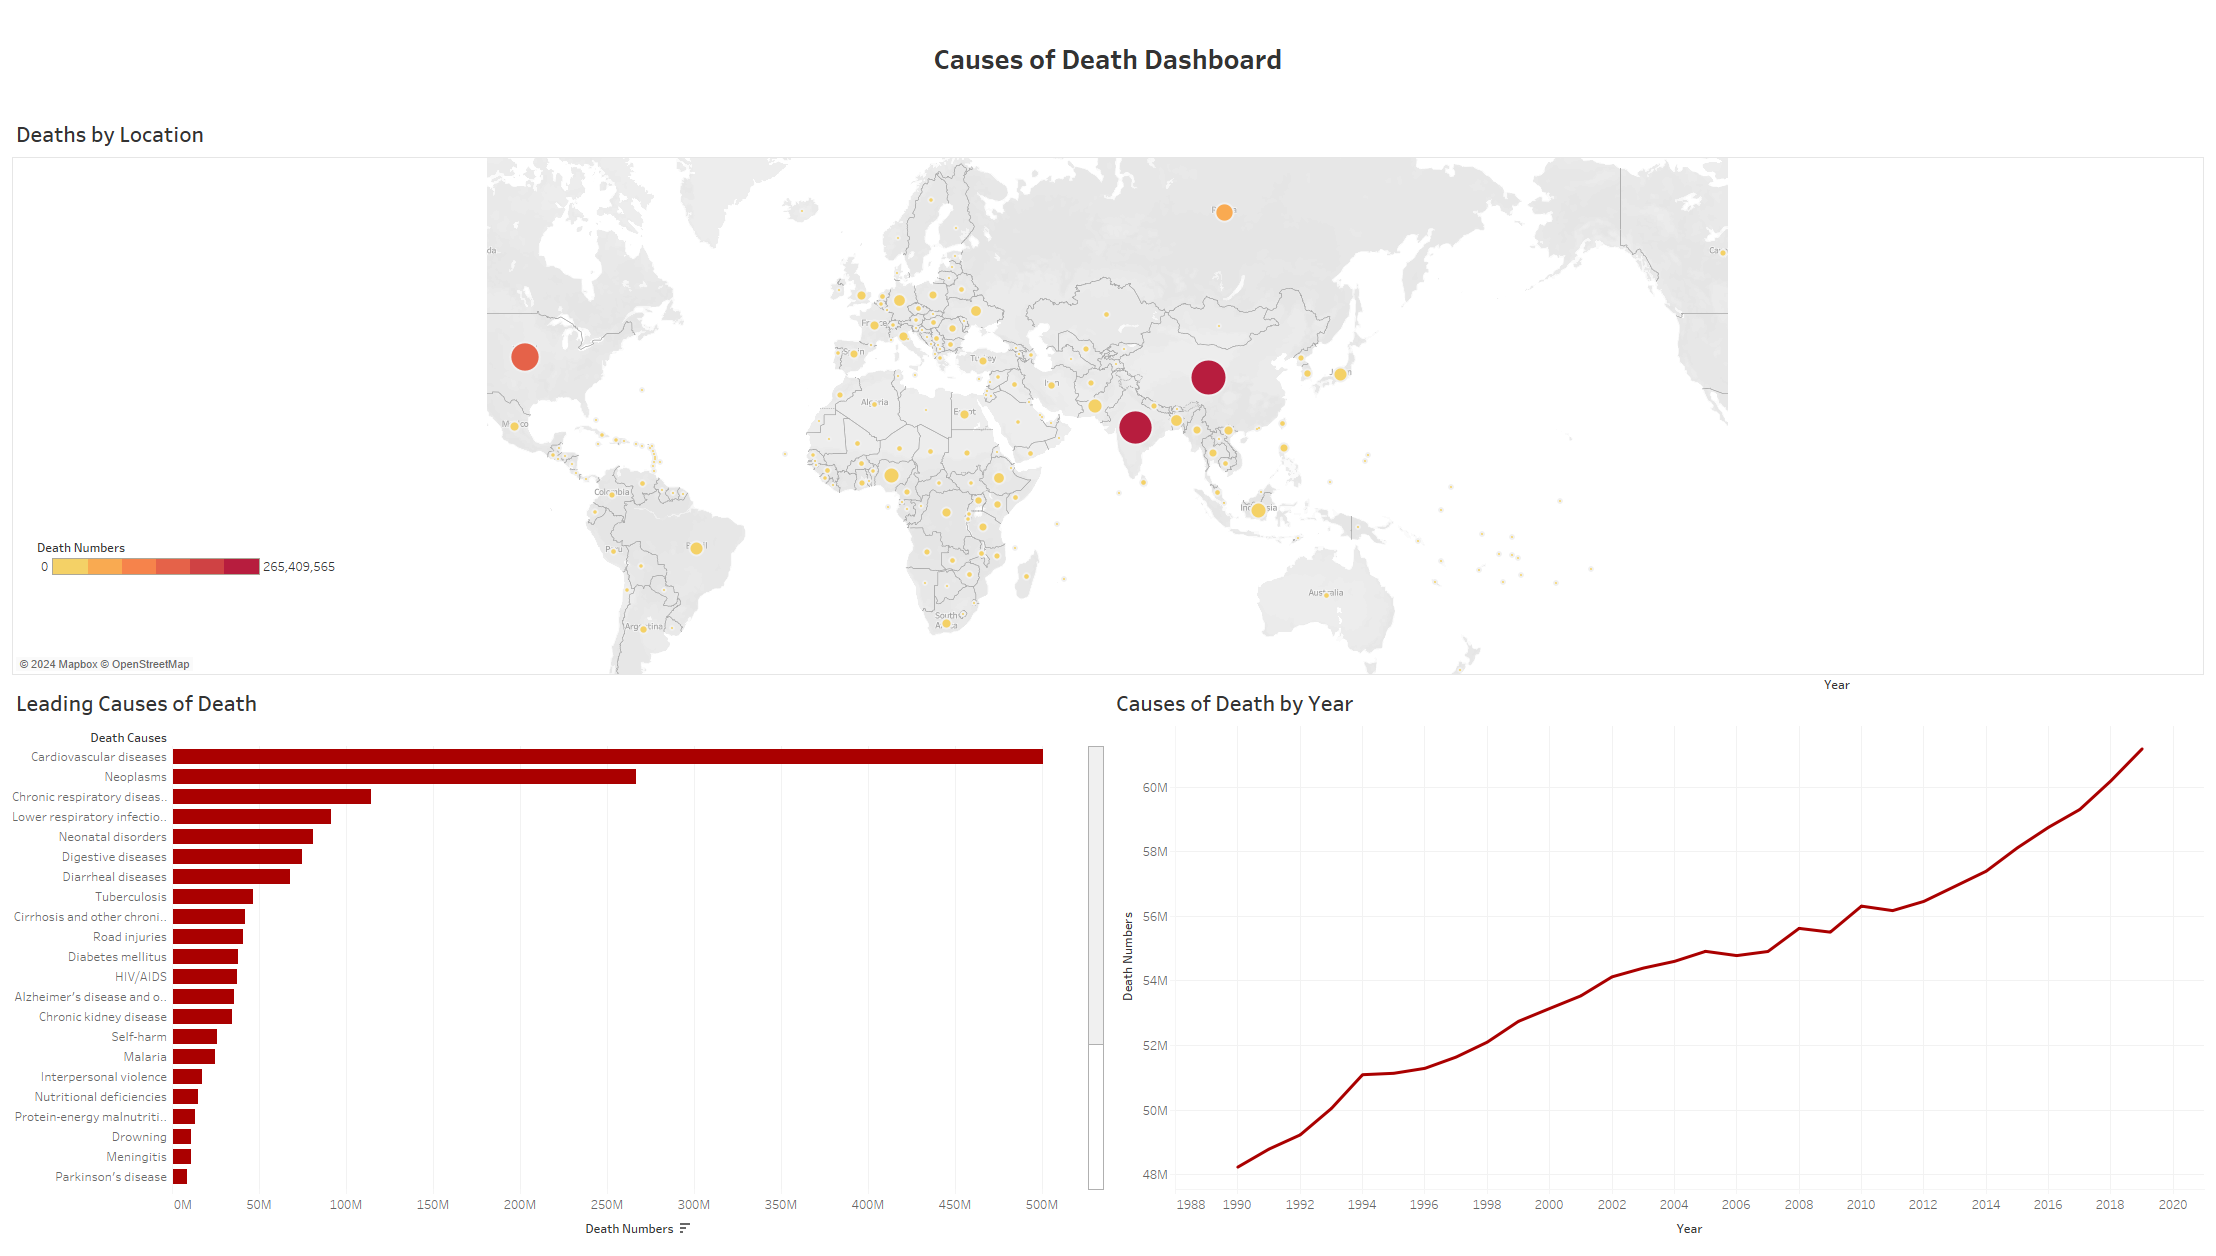 Causes of Death Dashboard
Deaths by Location
Algeria
Colombia
Australia
South
Argentina
Death Numbers
0 265,409,565
© 2024 Mapbox © OpenStreetMap
Year
Leading Causes of Death
Death Causes
Cardiovascular diseases
Neoplasms
Chronic respiratory diseas..
Lower respiratory infectio..
Neonatal disorders
Digestive diseases
Diarrheal diseases
Tuberculosis
Cirrhosis and other chroni..
Road injuries
Diabetes mellitus
HIV/AIDS
Alzheimer's disease and o..
Chronic kidney disease
Self-harm
Malaria
Interpersonal violence
Nutritional deficiencies
Protein-energy malnutriti..
Drowning
Meningitis
Parkinson's disease
0M 50M 100M 150M 200M 250M 300M 350M 400M 450M 500M
Death Numbers
Causes of Death by Year
60M
58M
56M
54M
52M
50M
48M
Death Numbers
1988 1990 1992 1994 1996 1998 2000 2002 2004 2006 2008 2010 2012 2014 2016 2018 2020
Year